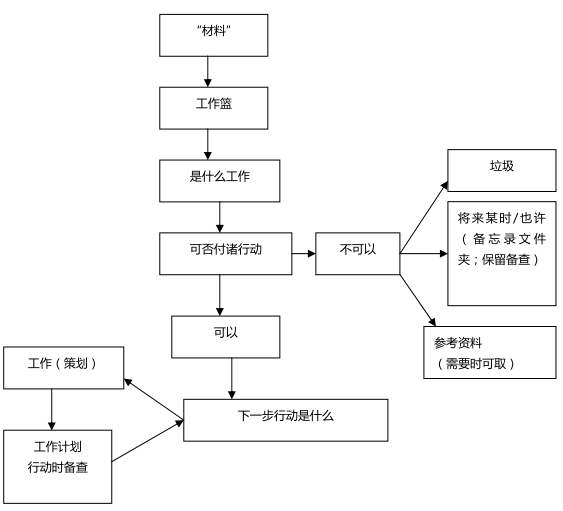 “材料”
工作篮
是什么工作
垃圾
将来某时/也许
（备忘录文件
夹；保留备查）
可否付诸行动
不可以
可以
参考资料
（需要时可取）
工作（策划）
下一步行动是什么
工作计划
行动时备查